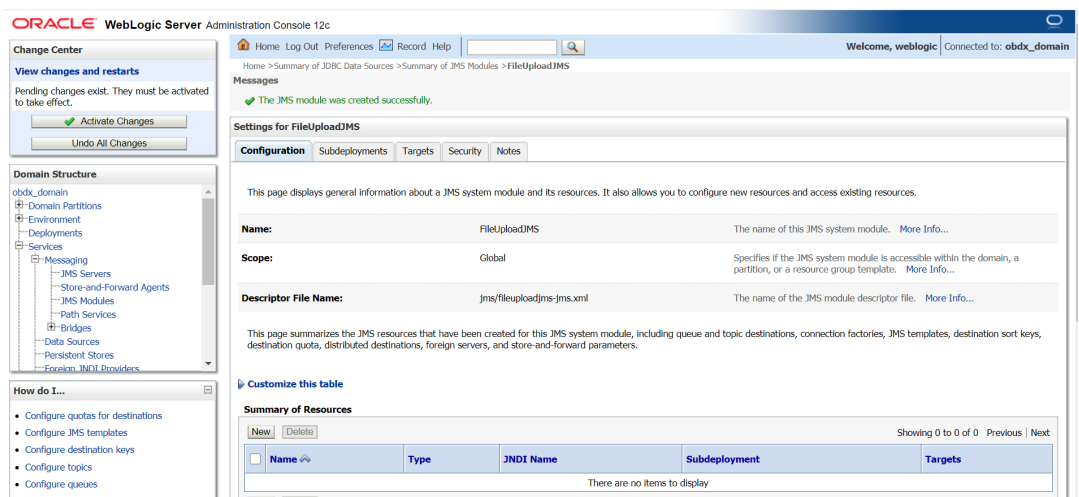 ORACLE WebLogic Server Administration Console 12c
Change Center
View changes and restarts
Pending changes exist. They must be activated
to take effect.
Activate Changes
Undo All Changes
Domain Structure
obdx_domain
Domain Partitions
Environment
Deployments
Services
Messaging
JMS Servers
Store-and-Forward Agents
JMS Modules
Path Services
Bridges
Data Sources
Persistent Stores
Foreign JNDI Providers
How do I...
Configure quotas for destinations
Configure JMS templates
Configure destination keys
Configure topics
Configure queues
Home Log Out Preferences Record Help
Welcome, weblogic Connected to: obdx_domain
Home >Summary of JDBC Data Sources >Summary of JMS Modules >FileUploadJMS
Messages
The JMS module was created successfully.
Settings for FileUploadJMS
Configuration Subdeployments Targets Security Notes
This page displays general information about a JMS system module and its resources. It also allows you to configure new resources and access existing resources.
Name: FileUploadJMS The name of this JMS system module. More Info...
Scope: Global Specifies if the JMS system module is accessible within the domain, a
partition, or a resource group template. More Info...
Descriptor File Name: jms/fileuploadjms-jms.xml The name of the JMS module descriptor file. More Info...
This page summarizes the JMS resources that have been created for this JMS system module, including queue and topic destinations, connection factories, JMS templates, destination sort keys,
destination quota, distributed destinations, foreign servers, and store-and-forward parameters.
Customize this table
Summary of Resources
New Delete Showing 0 to 0 of 0 Previous | Next
Name Type JNDI Name Subdeployment Targets
There are no items to display